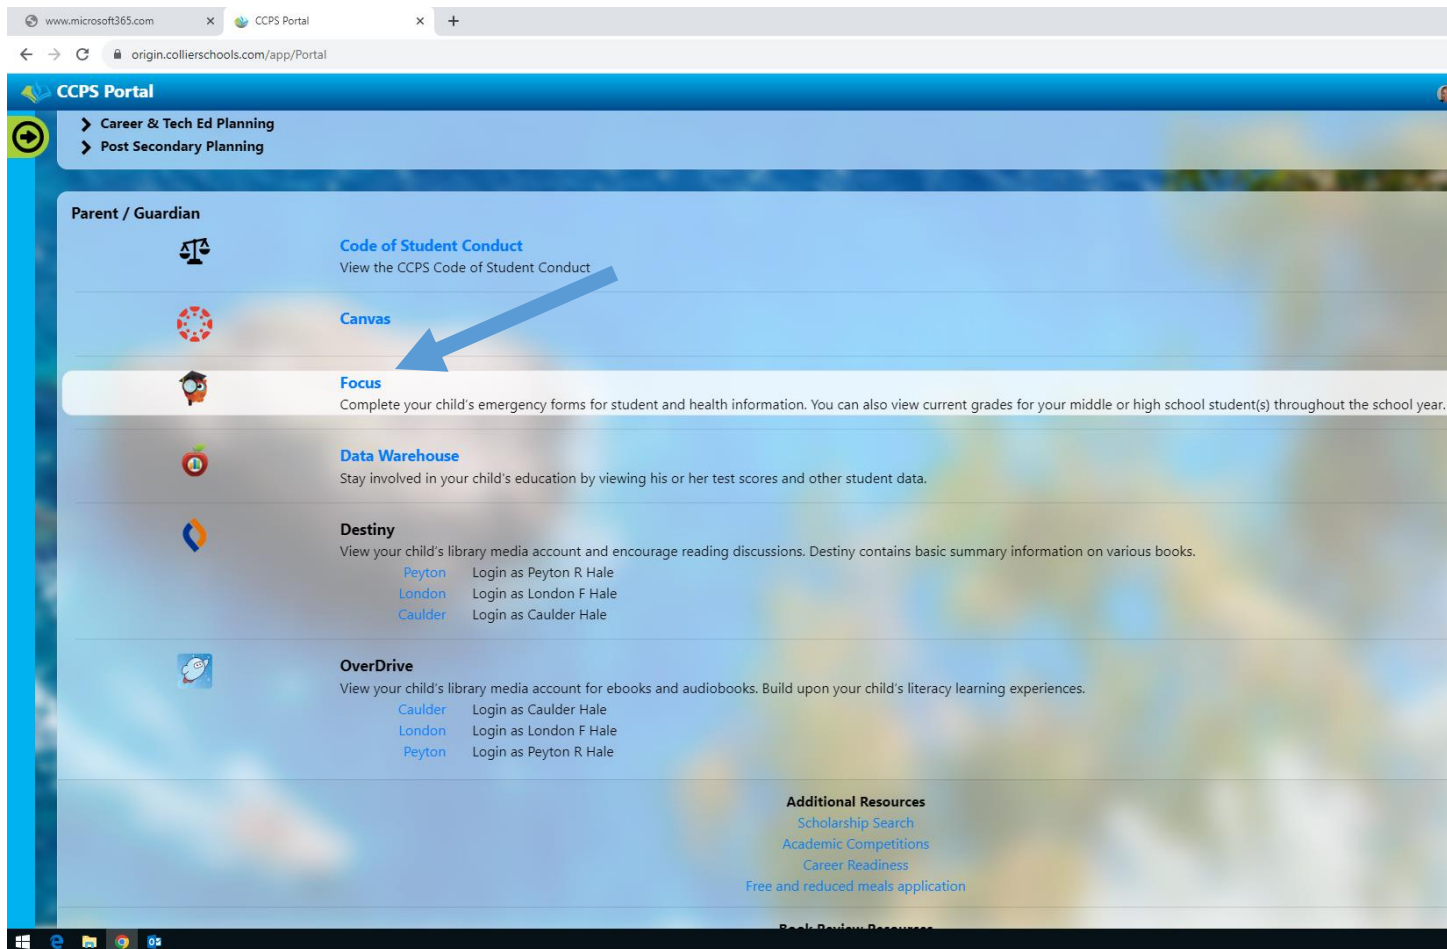 www.microsoft365.com
CCPS Portal
origin.collierschools.com/app/Portal
CCPS Portal
Career & Tech Ed Planning
Post Secondary Planning
Parent / Guardian
Code of Student Conduct
View the CCPS Code of Student Conduct
Canvas
Focus
Complete your child's emergency forms for student and health information. You can also view current grades for your middle or high school student(s) throughout the school year.
Data Warehouse
Stay involved in your child's education by viewing his or her test scores and other student data.
Destiny
View your child's library media account and encourage reading discussions. Destiny contains basic summary information on various books.
Peyton Login as Peyton R Hale
London Login as London F Hale
Caulder Login as Caulder Hale
OverDrive
View your child's library media account for ebooks and audiobooks. Build upon your child's literacy learning experiences.
Caulder Login as Caulder Hale
London Login as London F Hale
Peyton Login as Peyton R Hale
Additional Resources
Scholarship Search
Academic Competitions
Career Readiness
Free and reduced meals application
Book Review Resources